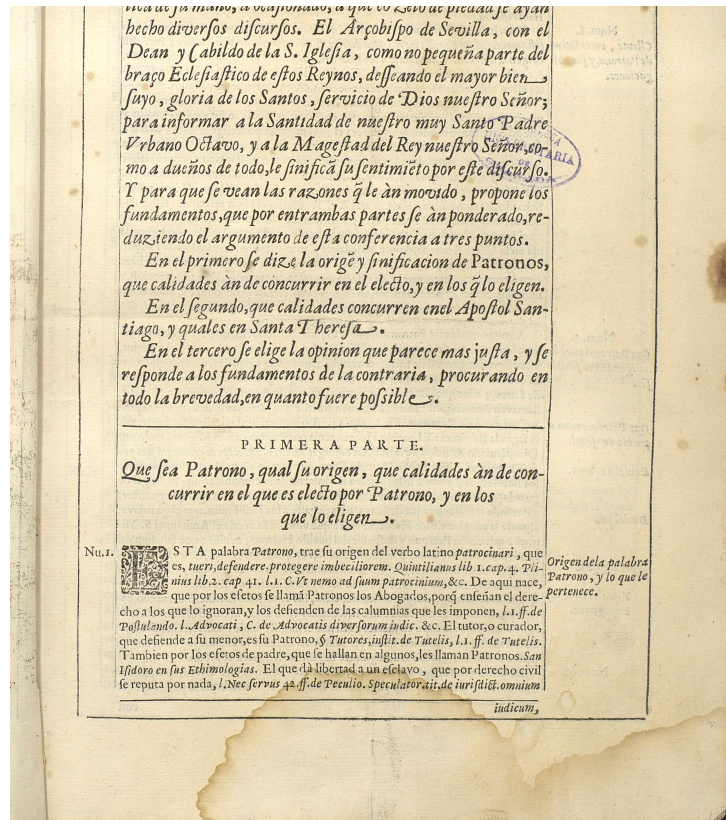 tica de su mano, a ocasionado, a que cõ zelo de piedad se ayan
hecho diversos discursos. El Arçobispo de Sevilla, con el
Dean y Cabildo de la S. Iglesia, como no pequeña parte del
braço Eclesiastico de estos Reynos, desseando el mayor bien
suyo, gloria de los Santos, servicio de Dios nuestro Señor;
para informar a la Santidad de nuestro muy Santo Padre
Vrbano Octavo, y a la Magestad del Rey nuestro Señor, co-
mo a dueños de todo, le sinificã su sentimiẽto por este discurso.
Y para que se vean las razones q̃ le àn movido, propone los
fundamentos, que por entrambas partes se àn ponderado, re-
duziendo el argumento de esta conferencia a tres puntos.
En el primero se dize la origẽ y sinificacion de Patronos,
que calidades àn de concurrir en el electo, y en los q̃ lo eligen.
En el segundo, que calidades concurren enel Apostol San-
tiago, y quales en Santa Theresa.
En el tercero se elige la opinion que parece mas justa, y se
responde a los fundamentos de la contraria, procurando en
todo la brevedad, en quanto fuere possible.
PRIMERA PARTE.
Que sea Patrono, qual su origen, que calidades àn de con-
currir en el que es electo por Patrono, y en los
que lo eligen.
Nu. 1.
ESTA palabra Patrono, trae su origen del verbo latino patrocinari, que
es, tueri, defendere, protegere imbeciliorem. Quintilianus lib 1. cap. 4. Pli-
nius lib. 2. cap 41. l. 1. C. Vt nemo ad suum patrocinium, &c. De aqui nace,
que por los efetos se llamã Patronos los Abogados, porq̃ enseñan el dere-
cho a los que lo ignoran, y los defienden de las calumnias que les imponen, l. 1. ff. de
Postulando. l. Advocati, C. de Advocatis diversorum iudic. &c. El tutor, o curador,
que defiende a su menor, es su Patrono, § Tutores, instit. de Tutelis, l. 1. ff. de Tutelis.
Tambien por los efetos de padre, que se hallan en algunos, les llaman Patronos. San
Isidoro en sus Ethimologias. El que dà libertad a un esclavo, que por derecho civil
se reputa por nada, l. Nec servus 42. ff. de Peculio. Speculator. tit. de iurisdict. omnium
iudicum,
Origen dela palabra
Patrono, y lo que le
pertenece.